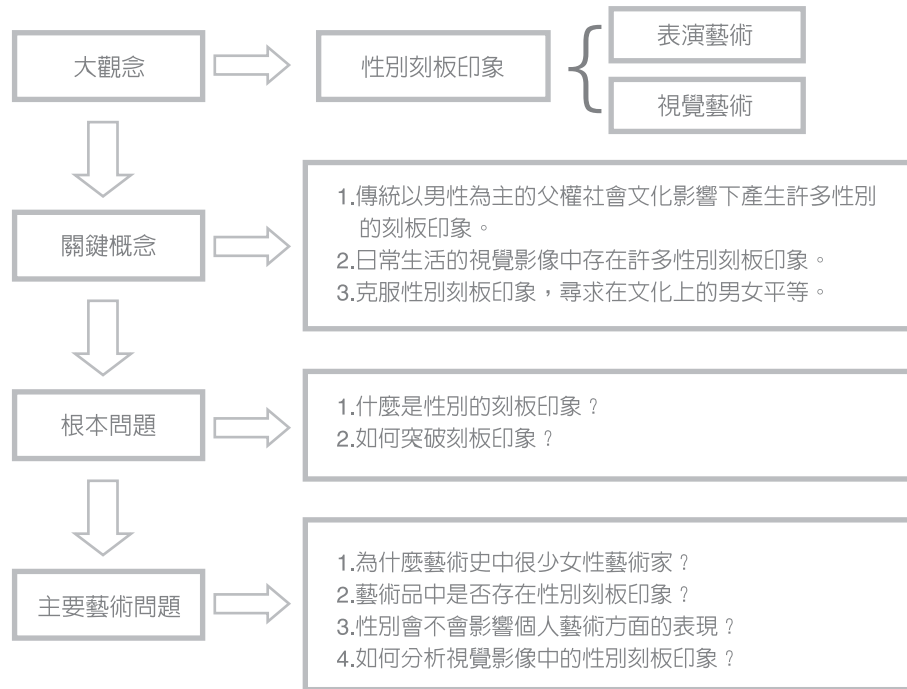 大觀念
性別刻板印象
表演藝術
視覺藝術
關鍵概念
1.傳統以男性為主的父權社會文化影響下產生許多性別
的刻板印象。
2.日常生活的視覺影像中存在許多性別刻板印象。
3.克服性別刻板印象,尋求在文化上的男女平等。
根本問題
1.什麼是性別的刻板印象?
2.如何突破刻板印象?
主要藝術問題
1.為什麼藝術史中很少女性藝術家?
2.藝術品中是否存在性別刻板印象?
3.性別會不會影響個人藝術方面的表現?
4.如何分析視覺影像中的性別刻板印象?